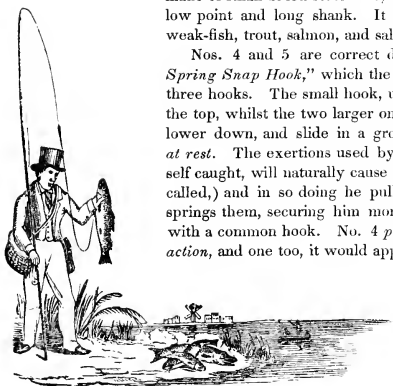 low point and long shank. It
weak-fish, trout, salmon, and sal
Nos. 4 and 5 are correct d
Spring Snap Hook,” which the
three hooks. The small hook, u
the top, whilst the two larger on
lower down, and slide in a gro
at rest. The exertions used by
self caught, will naturally cause
called,) and in so doing he pul
springs them, securing him mor
with a common hook. No. 4 p
action, and one too, it would app